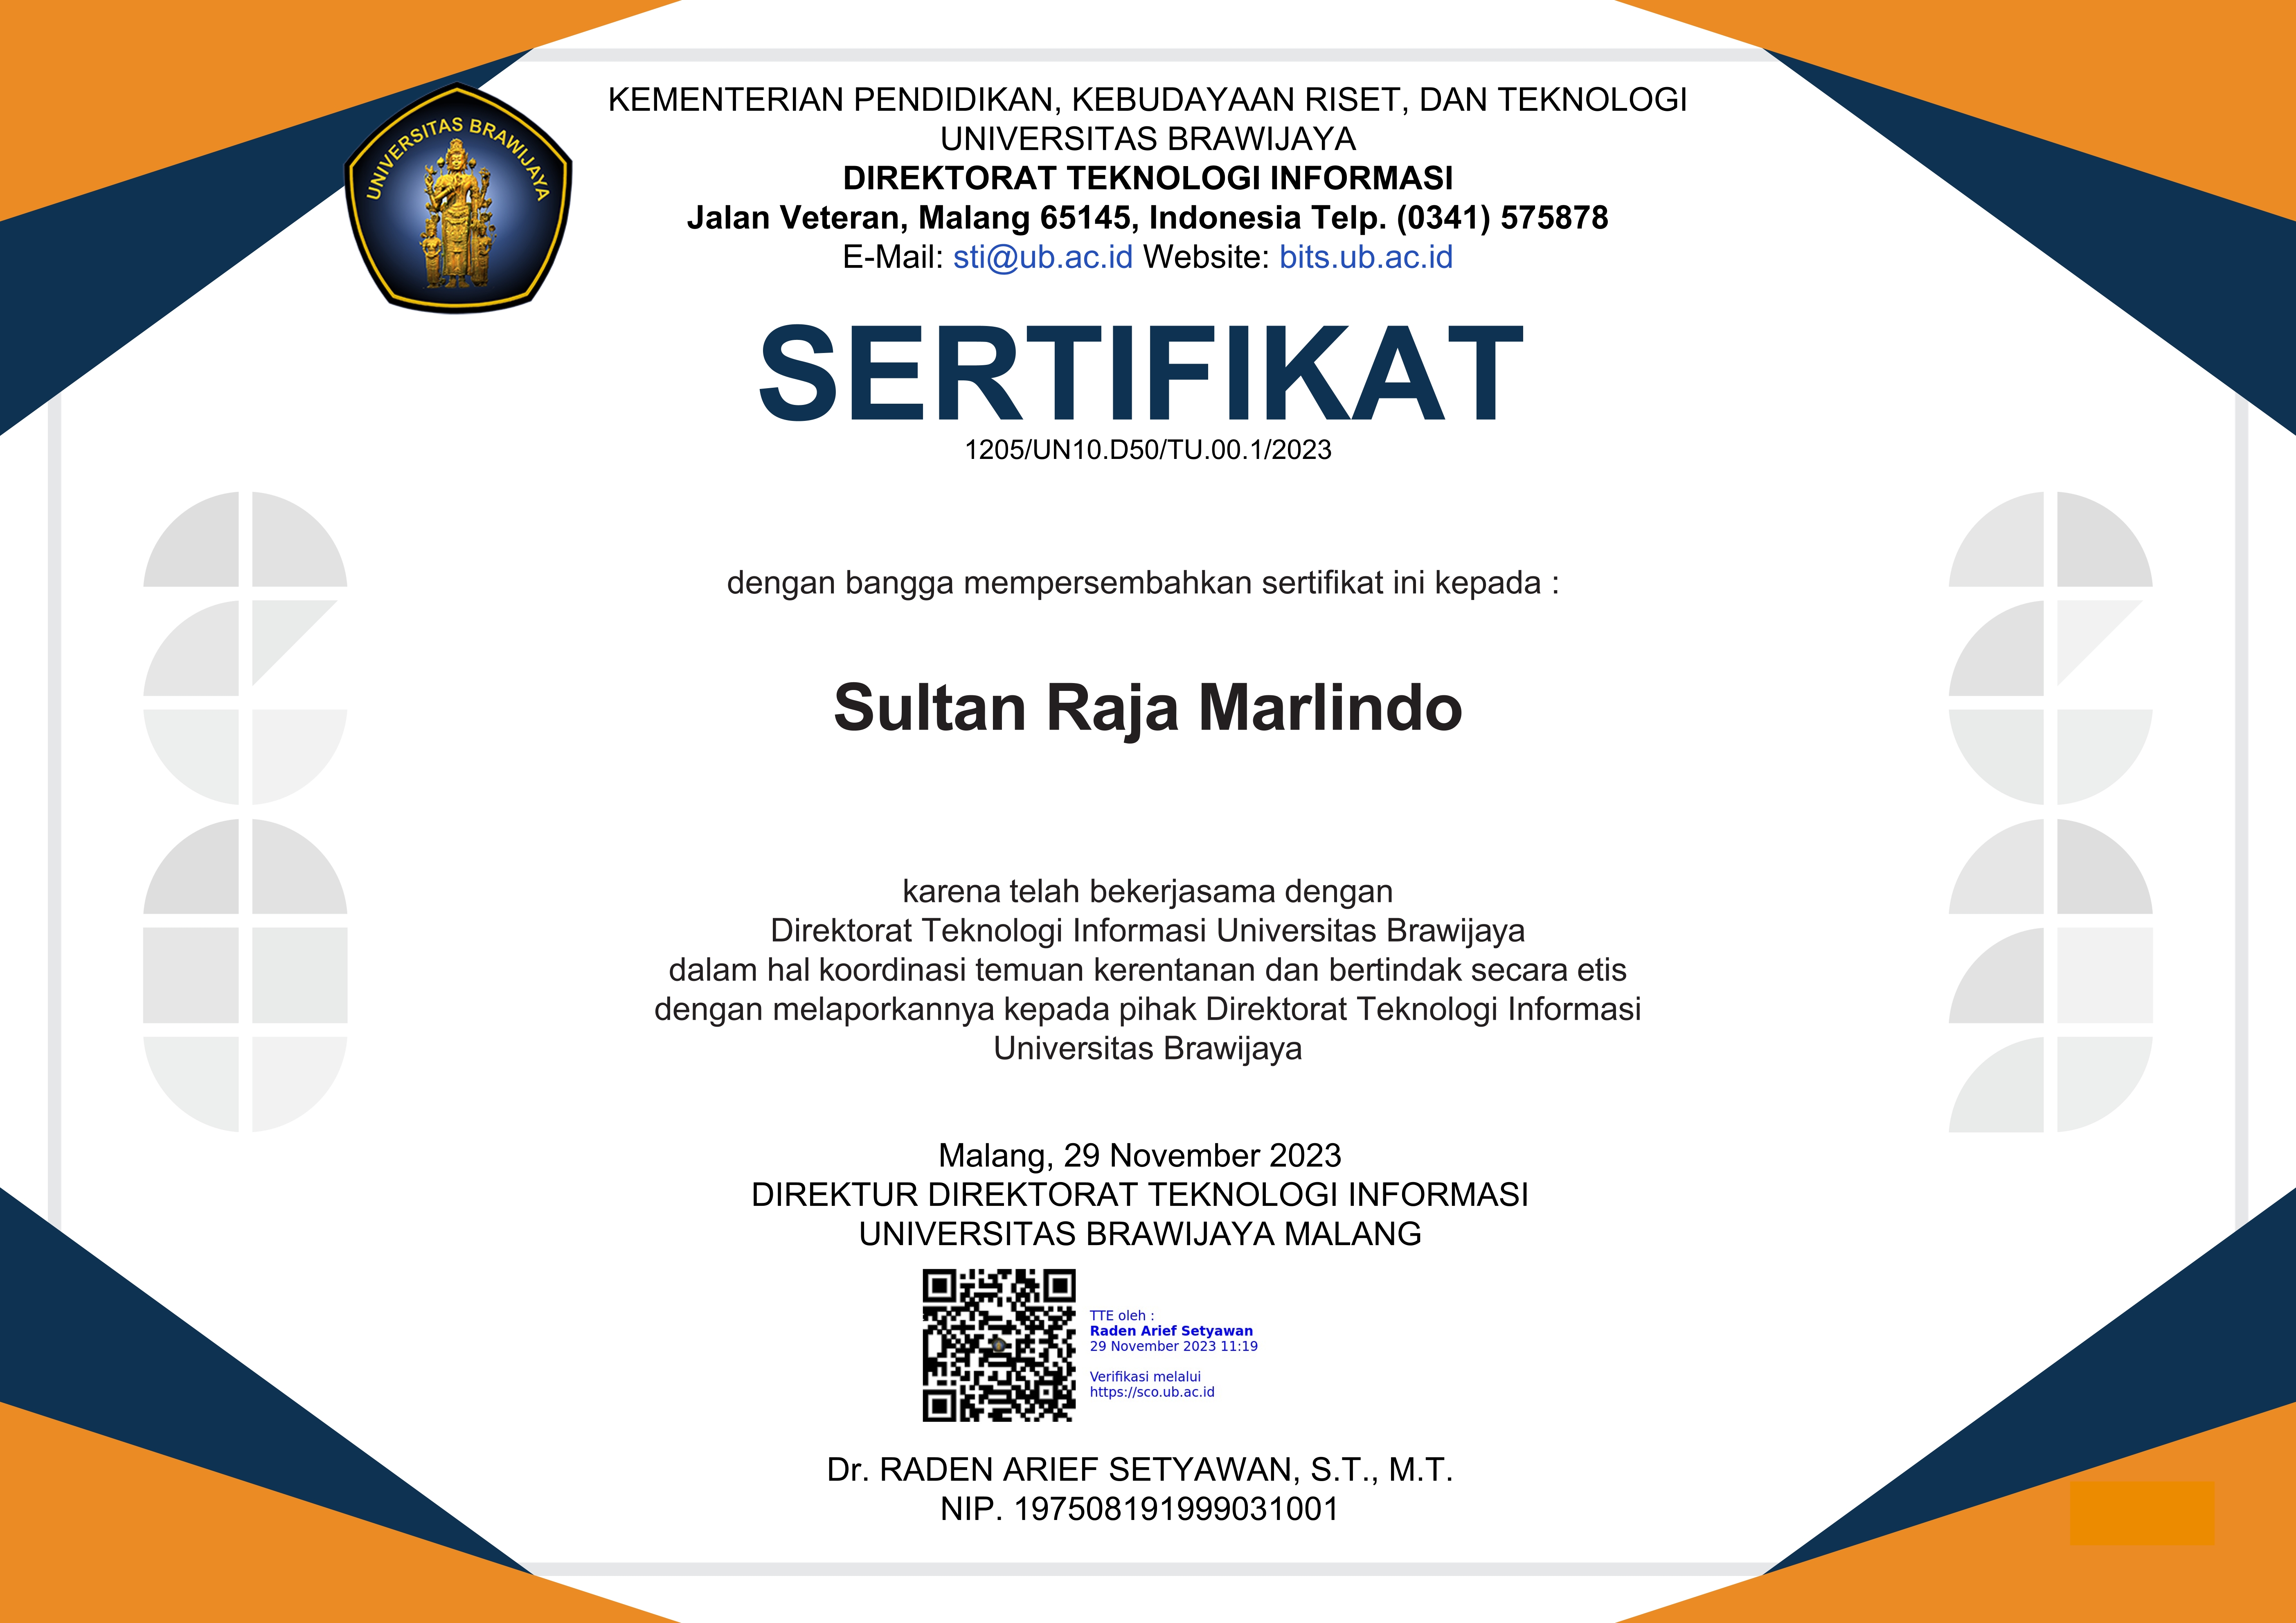 UNIVERSITAS BRAWIJAYA
KEMENTERIAN PENDIDIKAN, KEBUDAYAAN RISET, DAN TEKNOLOGI
UNIVERSITAS BRAWIJAYA
DIREKTORAT TEKNOLOGI INFORMASI
Jalan Veteran, Malang 65145, Indonesia Telp. (0341) 575878
E-Mail: sti@ub.ac.id Website: bits.ub.ac.id
SERTIFIKAT
1205/UN10.D50/TU.00.1/2023
dengan bangga mempersembahkan sertifikat ini kepada :
Sultan Raja Marlindo
karena telah bekerjasama dengan
Direktorat Teknologi Informasi Universitas Brawijaya
dalam hal koordinasi temuan kerentanan dan bertindak secara etis
dengan melaporkannya kepada pihak Direktorat Teknologi Informasi
Universitas Brawijaya
Malang, 29 November 2023
DIREKTUR DIREKTORAT TEKNOLOGI INFORMASI
UNIVERSITAS BRAWIJAYA MALANG
TTE oleh :
Raden Arief Setyawan
29 November 2023 11:19
Verifikasi melalui
https://sco.ub.ac.id
Dr. RADEN ARIEF SETYAWAN, S.T., M.T.
NIP. 197508191999031001